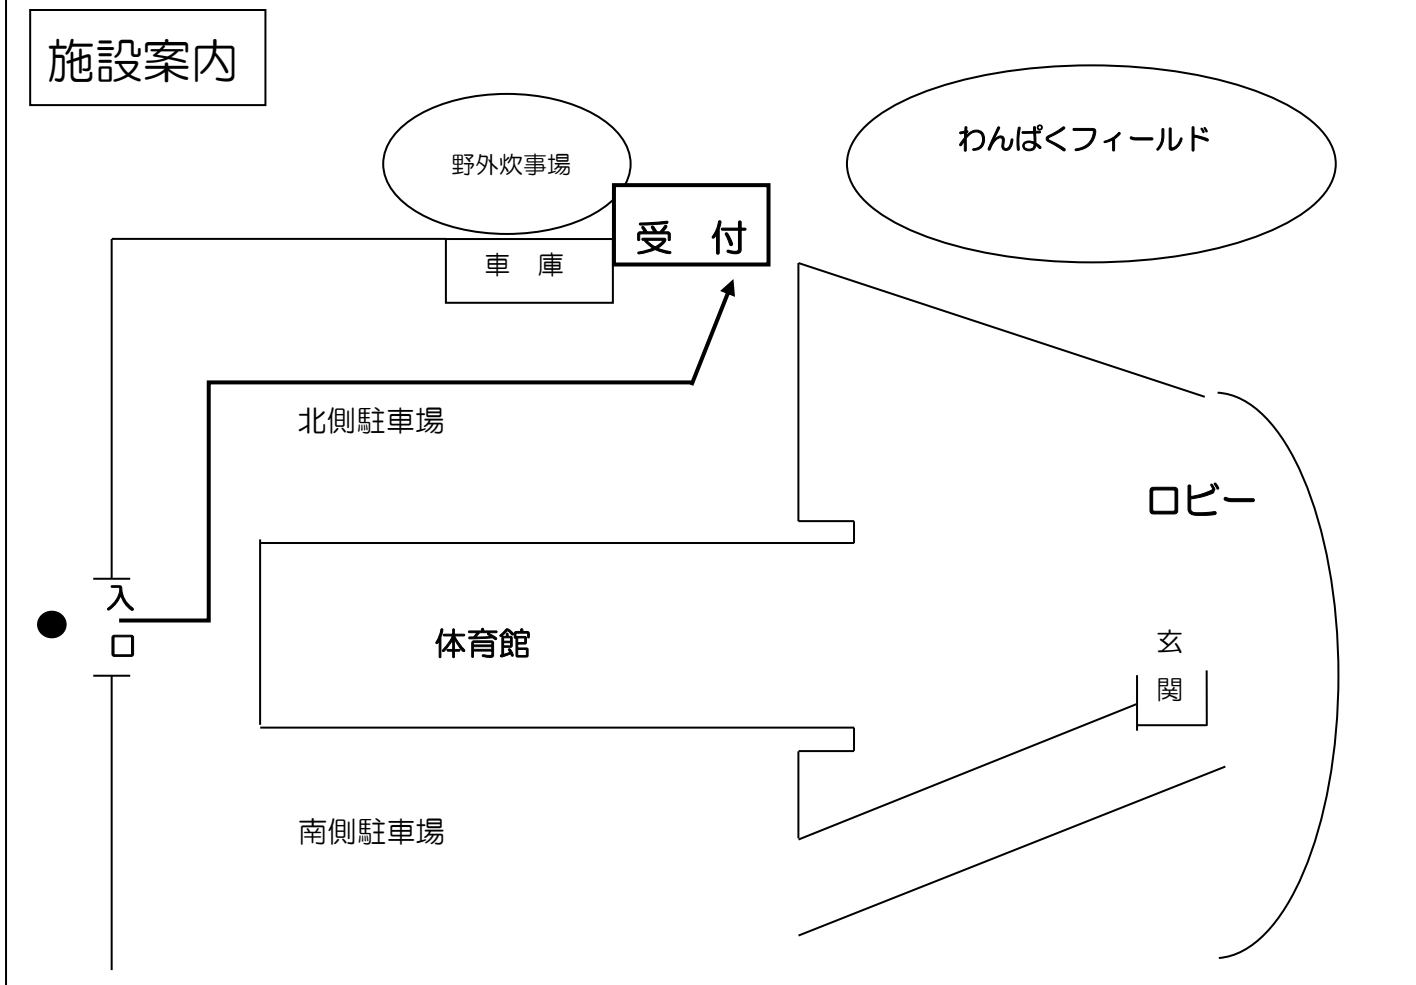 施設案内
わんぱくフィールド
野外炊事場
受　付
車　庫
北側駐車場
ロビー
入
口
体育館
玄
関
南側駐車場